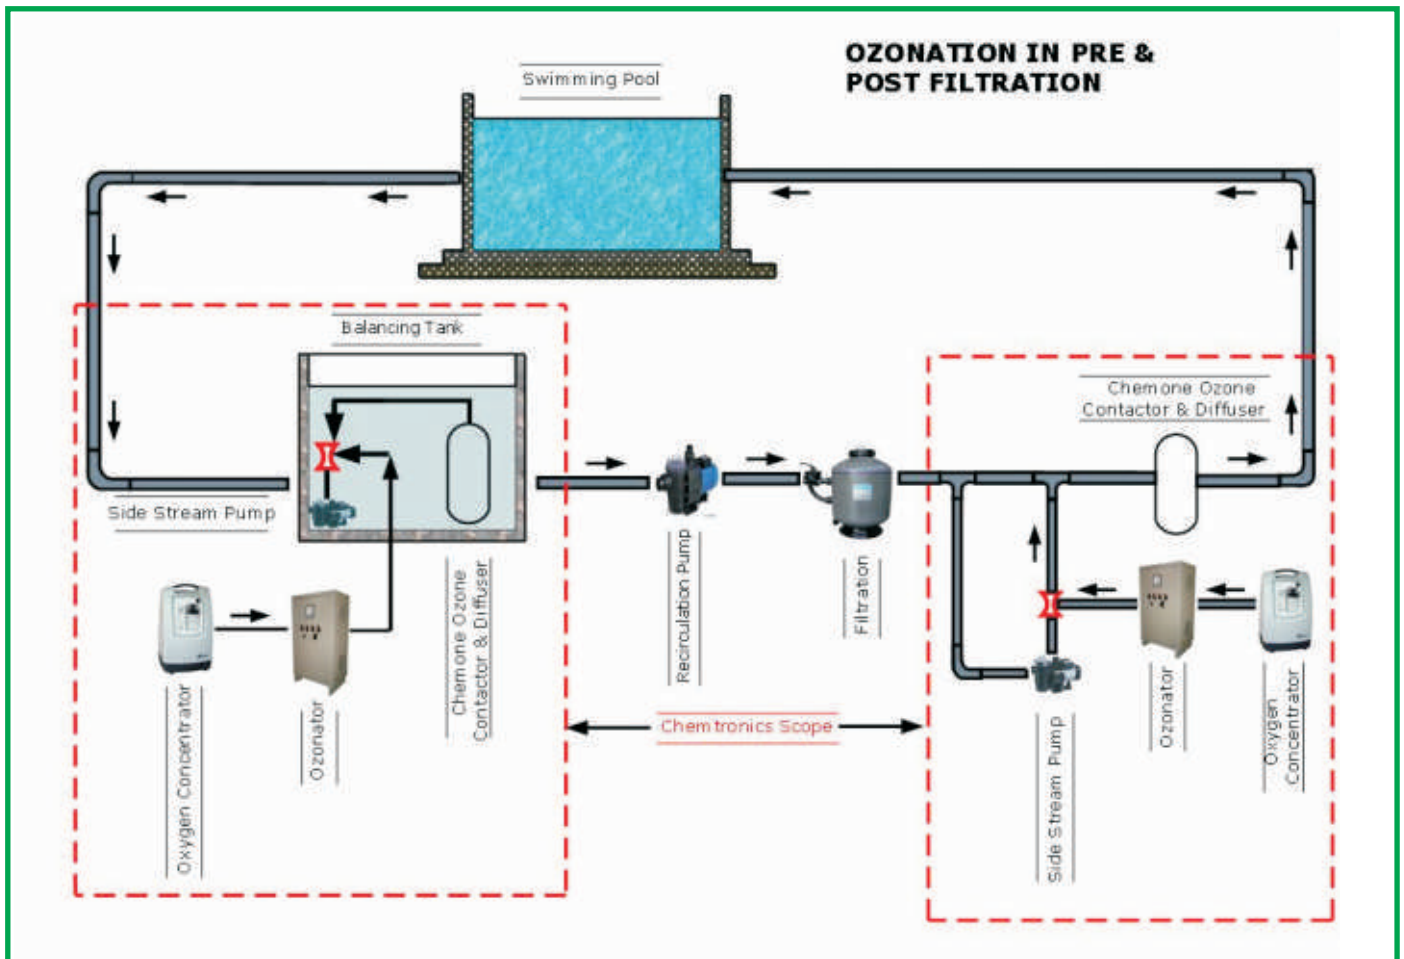 OZONATION IN PRE &
POST FILTRATION
Swimming Pool
Balancing Tank
Chemone Ozone
Contactor & Diffuser
Side Stream Pump
Oxygen Concentrator
Ozonator
Chemone Ozone
Contactor & Diffuser
Recirculation Pump
Filtration
Chemtronics Scope
Side Stream Pump
Ozonator
Oxygen
Concentrator